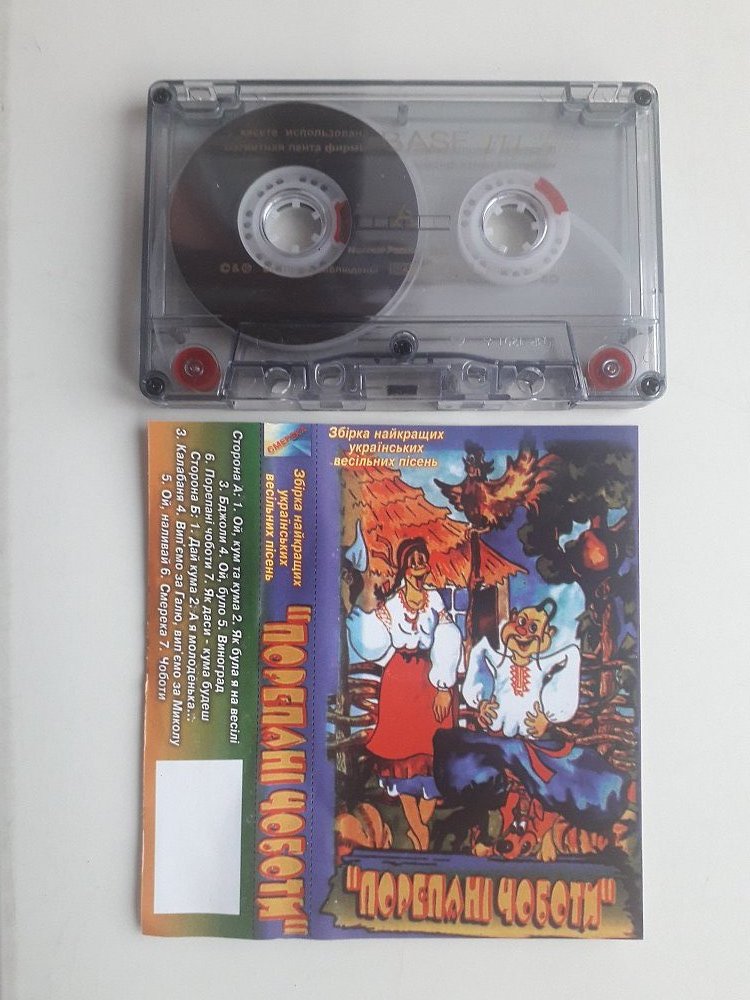 кассете использована
магнитная лента фирмы
BASF
Збірка найкращих
українських
весільних пісень
"ПОРЕПАНІ ЧОБОТИ"
СМЕРЕКА
Збірка найкращих
українських
весільних пісень
"ПОРЕПАНІ ЧОБОТИ"
Сторона А: 1. Ой, кум та кума 2. Як була я на весілі
3. Бджоли 4. Ой, було 5. Виноград
6. Порепані чоботи 7. Як даси - кума будеш
Сторона Б: 1. Дай кума 2. А я молоденька...
3. Калабаня 4. Вип'ємо за Галю, вип'ємо за Миколу
5. Ой, наливай 6. Смерека 7. Чоботи